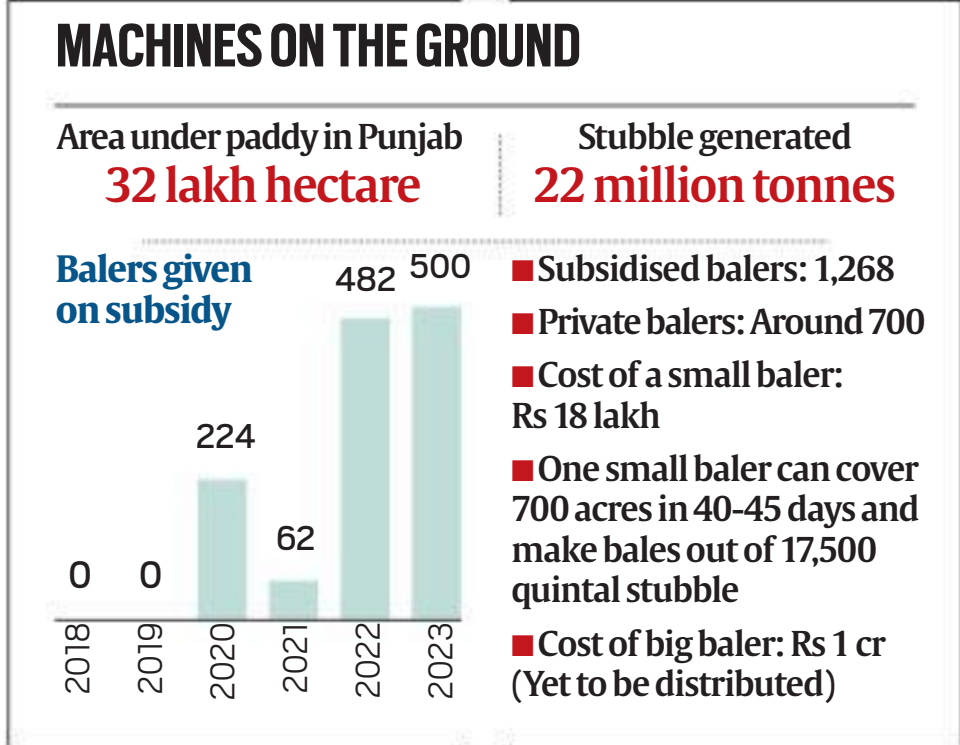 MACHINES ON THE GROUND
Area under paddy in Punjab
32 lakh hectare
Stubble generated
22 million tonnes
Balers given
on subsidy
0
0
224
62
482
500
2018
2019
2020
2021
2022
2023
■ Subsidised balers: 1,268
■ Private balers: Around 700
■ Cost of a small baler:
Rs 18 lakh
■ One small baler can cover
700 acres in 40-45 days and
make bales out of 17,500
quintal stubble
■ Cost of big baler: Rs 1 cr
(Yet to be distributed)